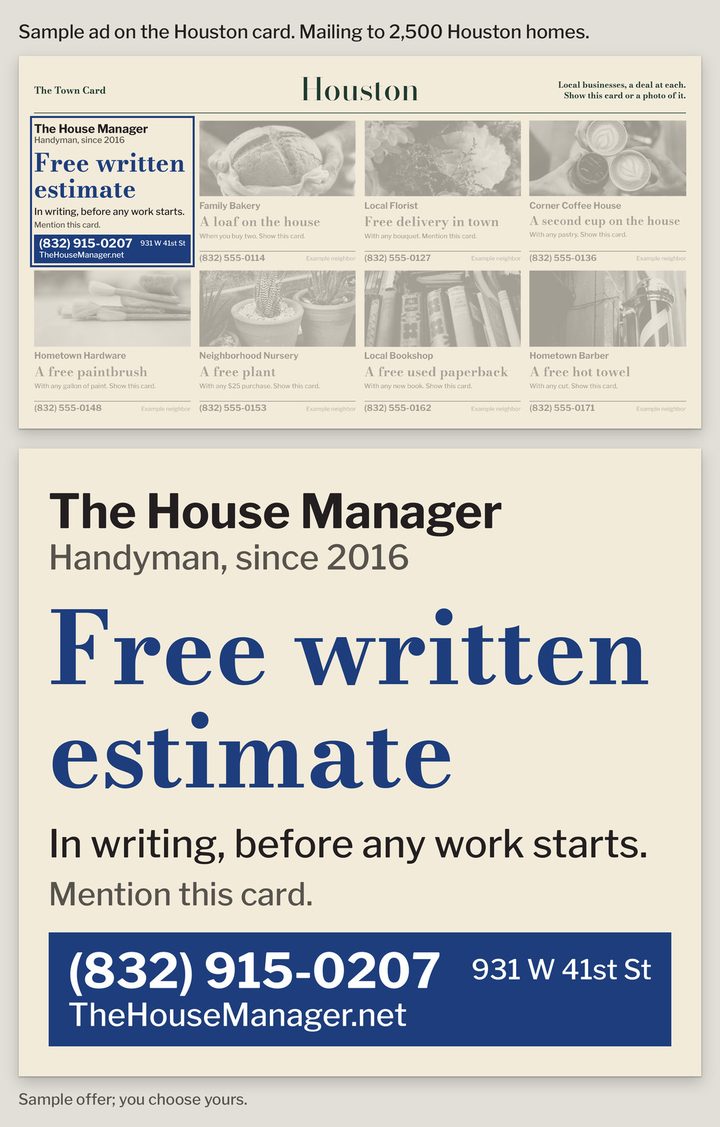 Sample ad on the Houston card. Mailing to 2,500 Houston homes.
The Town Card
Houston
Local businesses, a deal at each.
Show this card or a photo of it.
The House Manager
Handyman, since 2016
Free written
estimate
In writing, before any work starts.
Mention this card.
(832) 915-0207 931 W 41st St
TheHouseManager.net
Family Bakery
A loaf on the house
When you buy two. Show this card.
(832) 555-0114 Example neighbor
Local Florist
Free delivery in town
With any bouquet. Mention this card.
(832) 555-0127 Example neighbor
Corner Coffee House
A second cup on the house
With any pastry. Show this card.
(832) 555-0136 Example neighbor
Hometown Hardware
A free paintbrush
With any gallon of paint. Show this card.
(832) 555-0148 Example neighbor
Neighborhood Nursery
A free plant
With any $25 purchase. Show this card.
(832) 555-0153 Example neighbor
Local Bookshop
A free used paperback
With any new book. Show this card.
(832) 555-0162 Example neighbor
Hometown Barber
A free hot towel
With any cut. Show this card.
(832) 555-0171 Example neighbor
The House Manager
Handyman, since 2016
Free written
estimate
In writing, before any work starts.
Mention this card.
(832) 915-0207 931 W 41st St
TheHouseManager.net
Sample offer; you choose yours.